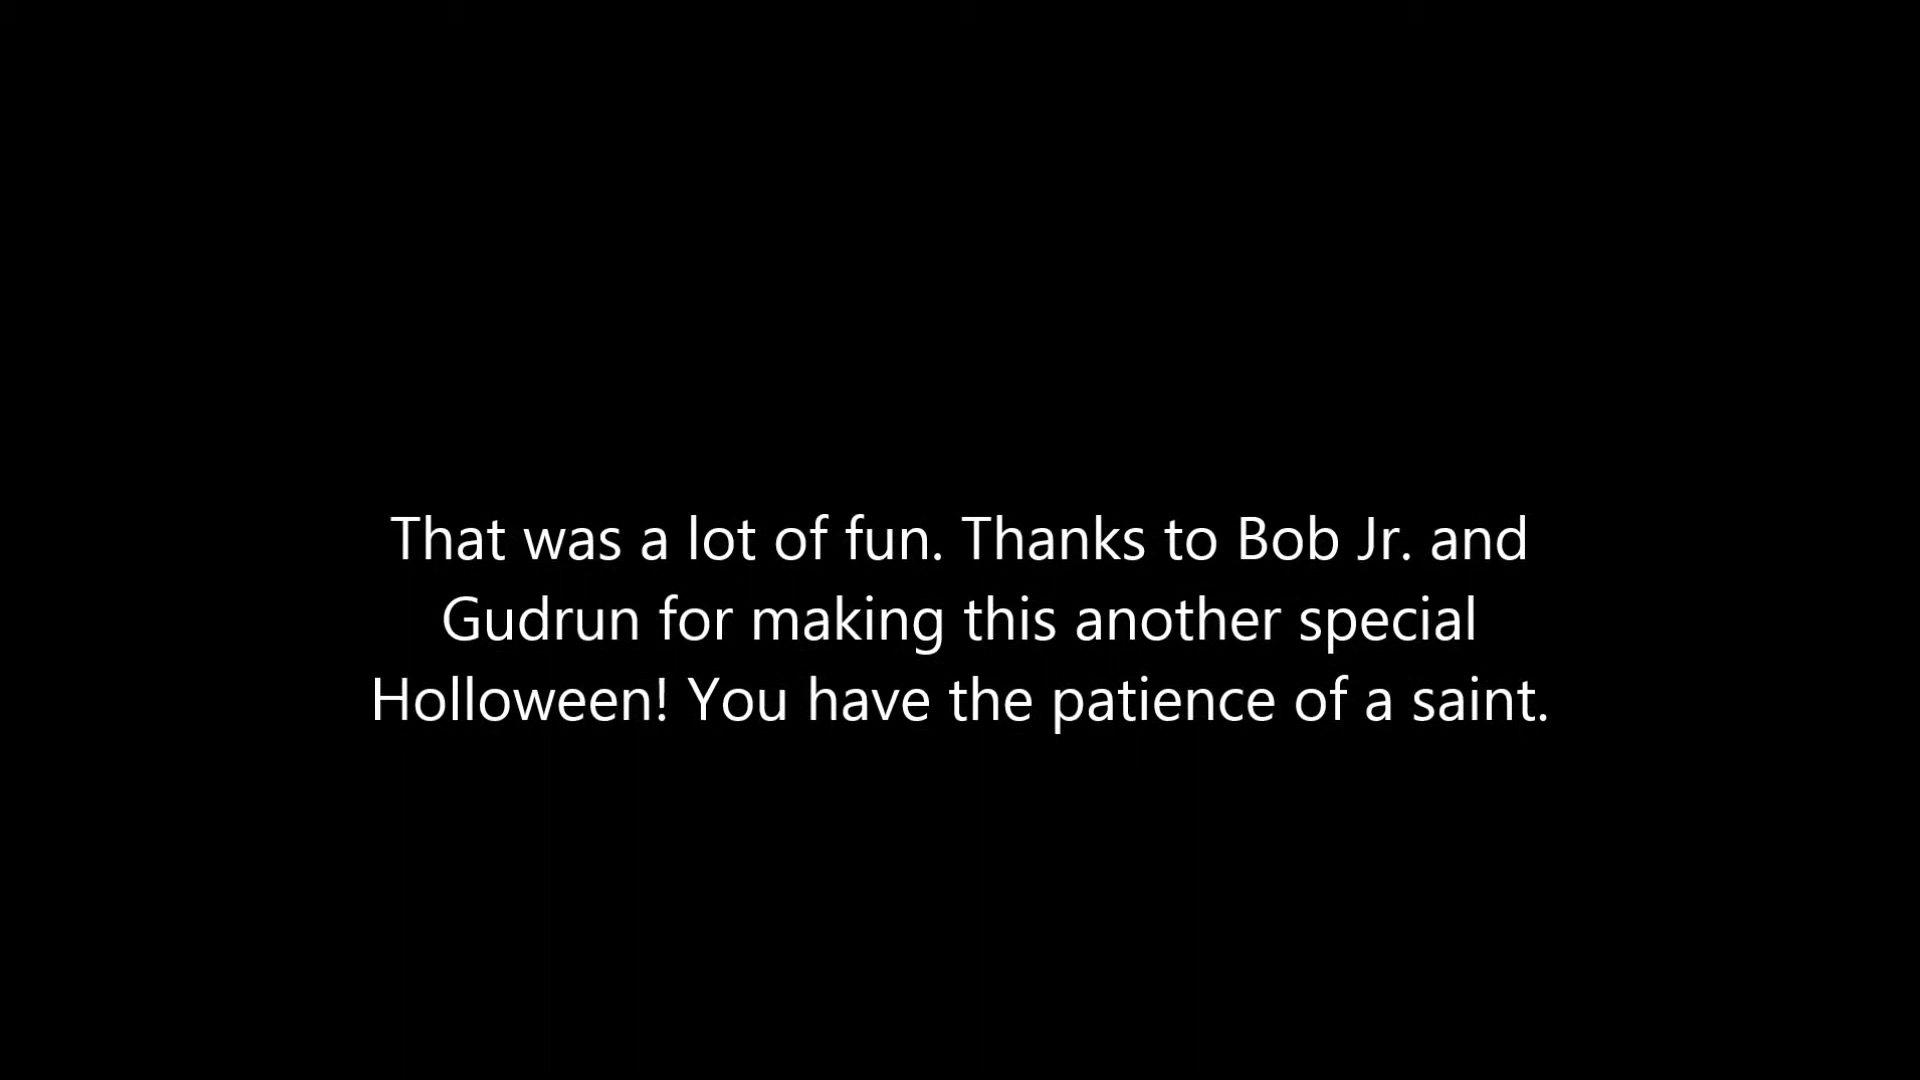 That was a lot of fun. Thanks to Bob Jr. and
Gudrun for making this another special
Holloween! You have the patience of a saint.